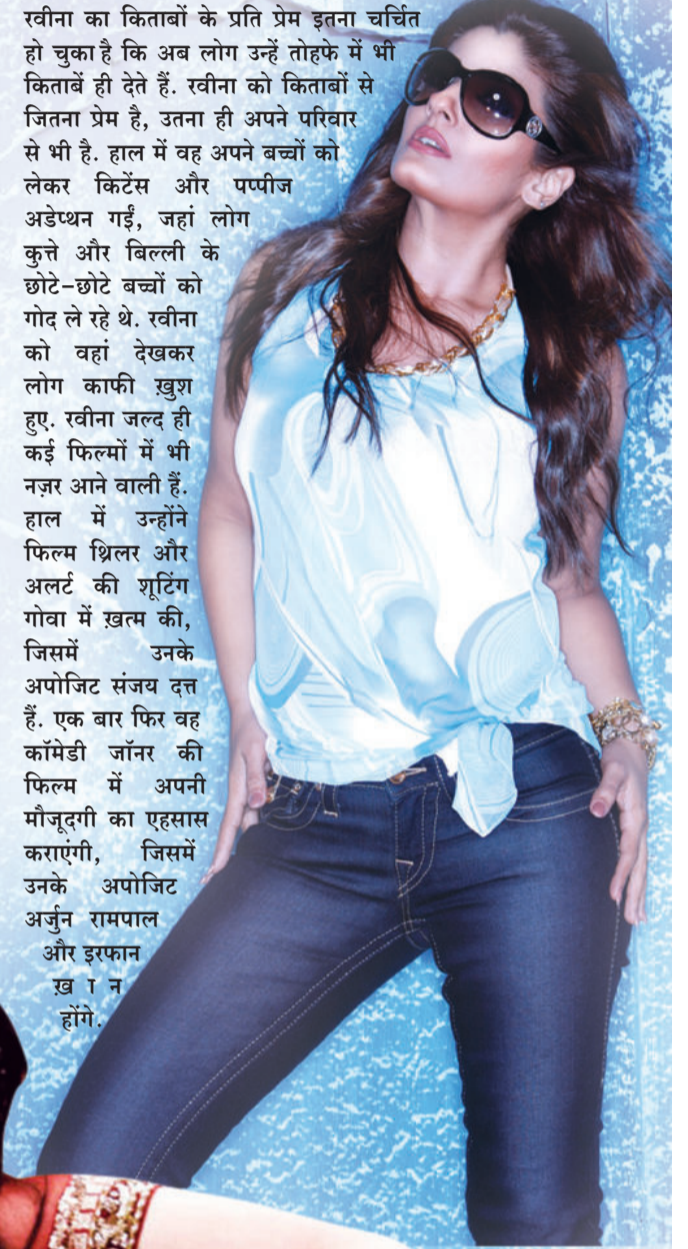 रवीना का किताबों के प्रति प्रेम इतना चर्चित
हो चुका है कि अब लोग उन्हें तोहफे में भी
किताबें ही देते हैं. रवीना को किताबों से
जितना प्रेम है, उतना ही अपने परिवार
से भी है. हाल में वह अपने बच्चों को
लेकर किटेंस और पप्पीज
अडेप्थन गईं, जहां लोग
कुत्ते और बिल्ली के
छोटे-छोटे बच्चों को
गोद ले रहे थे. रवीना
को वहां देखकर
लोग काफी ख़ुश
हुए. रवीना जल्द ही
कई फिल्मों में भी
नज़र आने वाली हैं.
हाल में उन्होंने
फिल्म थ्रिलर और
अलर्ट की शूटिंग
गोवा में ख़त्म की,
जिसमें उनके
अपोजिट संजय दत्त
हैं. एक बार फिर वह
कॉमेडी जॉनर की
फिल्म में अपनी
मौजूदगी का एहसास
कराएंगी, जिसमें
उनके अपोजिट
अर्जुन रामपाल
और इरफान
ख़ा न
होंगे.